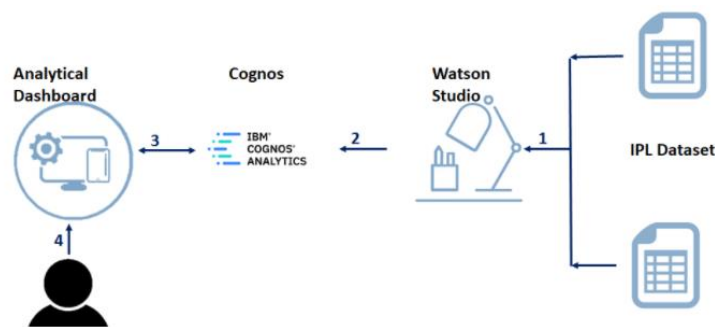 Analytical
Dashboard
Cognos
Watson
Studio
3
IBM®
COGNOS®
ANALYTICS
2
1
IPL Dataset
4